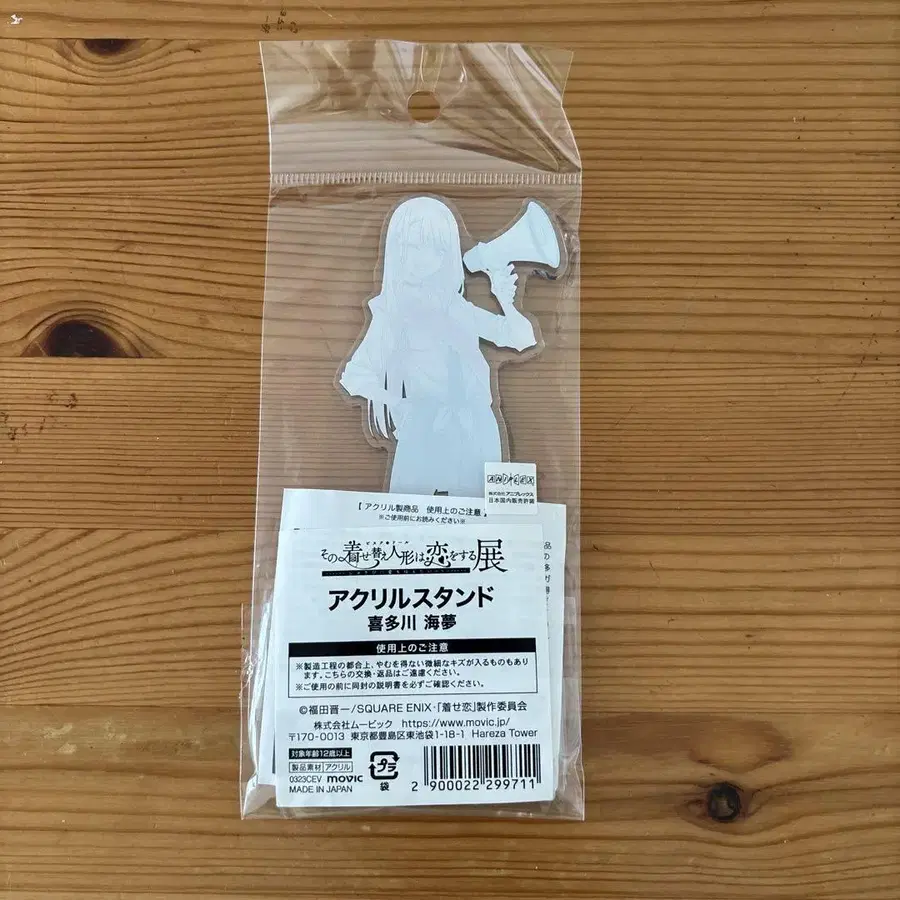 ANIPLEX
株式会社アニプレックス
日本国内販売許諾
【 アクリル製商品　使用上のご注意 】
※ご使用前にお読みください※
ビスク・ドール
その着せ替え人形は恋をする展
アクリルスタンド
喜多川 海夢
使用上のご注意
※製造工程の都合上、やむを得ない微細なキズが入るものもあり
ます。こちらの交換・返品はご遠慮ください。
※ご使用の前に同封の説明書を必ずご確認ください。
©福田晋一/SQUARE ENIX・「着せ恋」製作委員会
株式会社ムービック　https://www.movic.jp/
〒170-0013 東京都豊島区東池袋1-18-1 Hareza Tower
対象年齢12歳以上
製品素材 アクリル
0323CEV movic
MADE IN JAPAN
プラ
袋
2 900022 299711